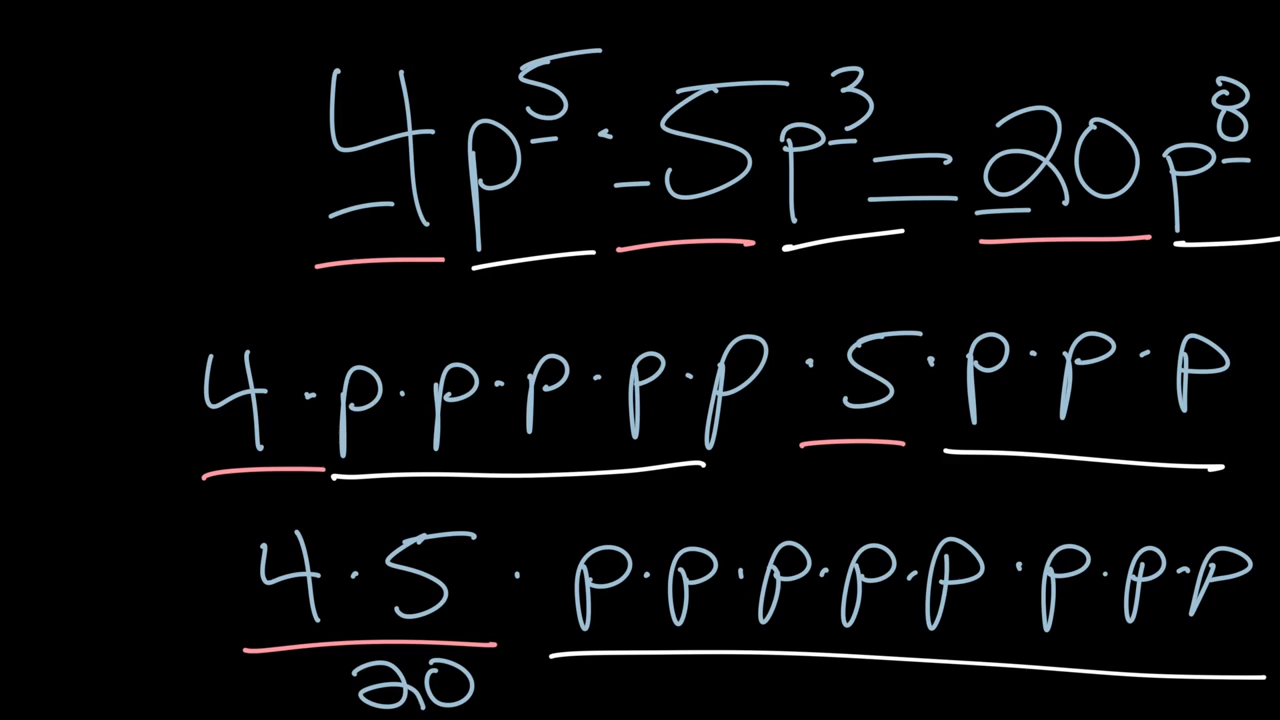 4p⁵ · 5p³ = 20p⁸
4 · p · p · p · p · p · 5 · p · p · p
4 · 5 · p · p · p · p · p · p · p · p
20